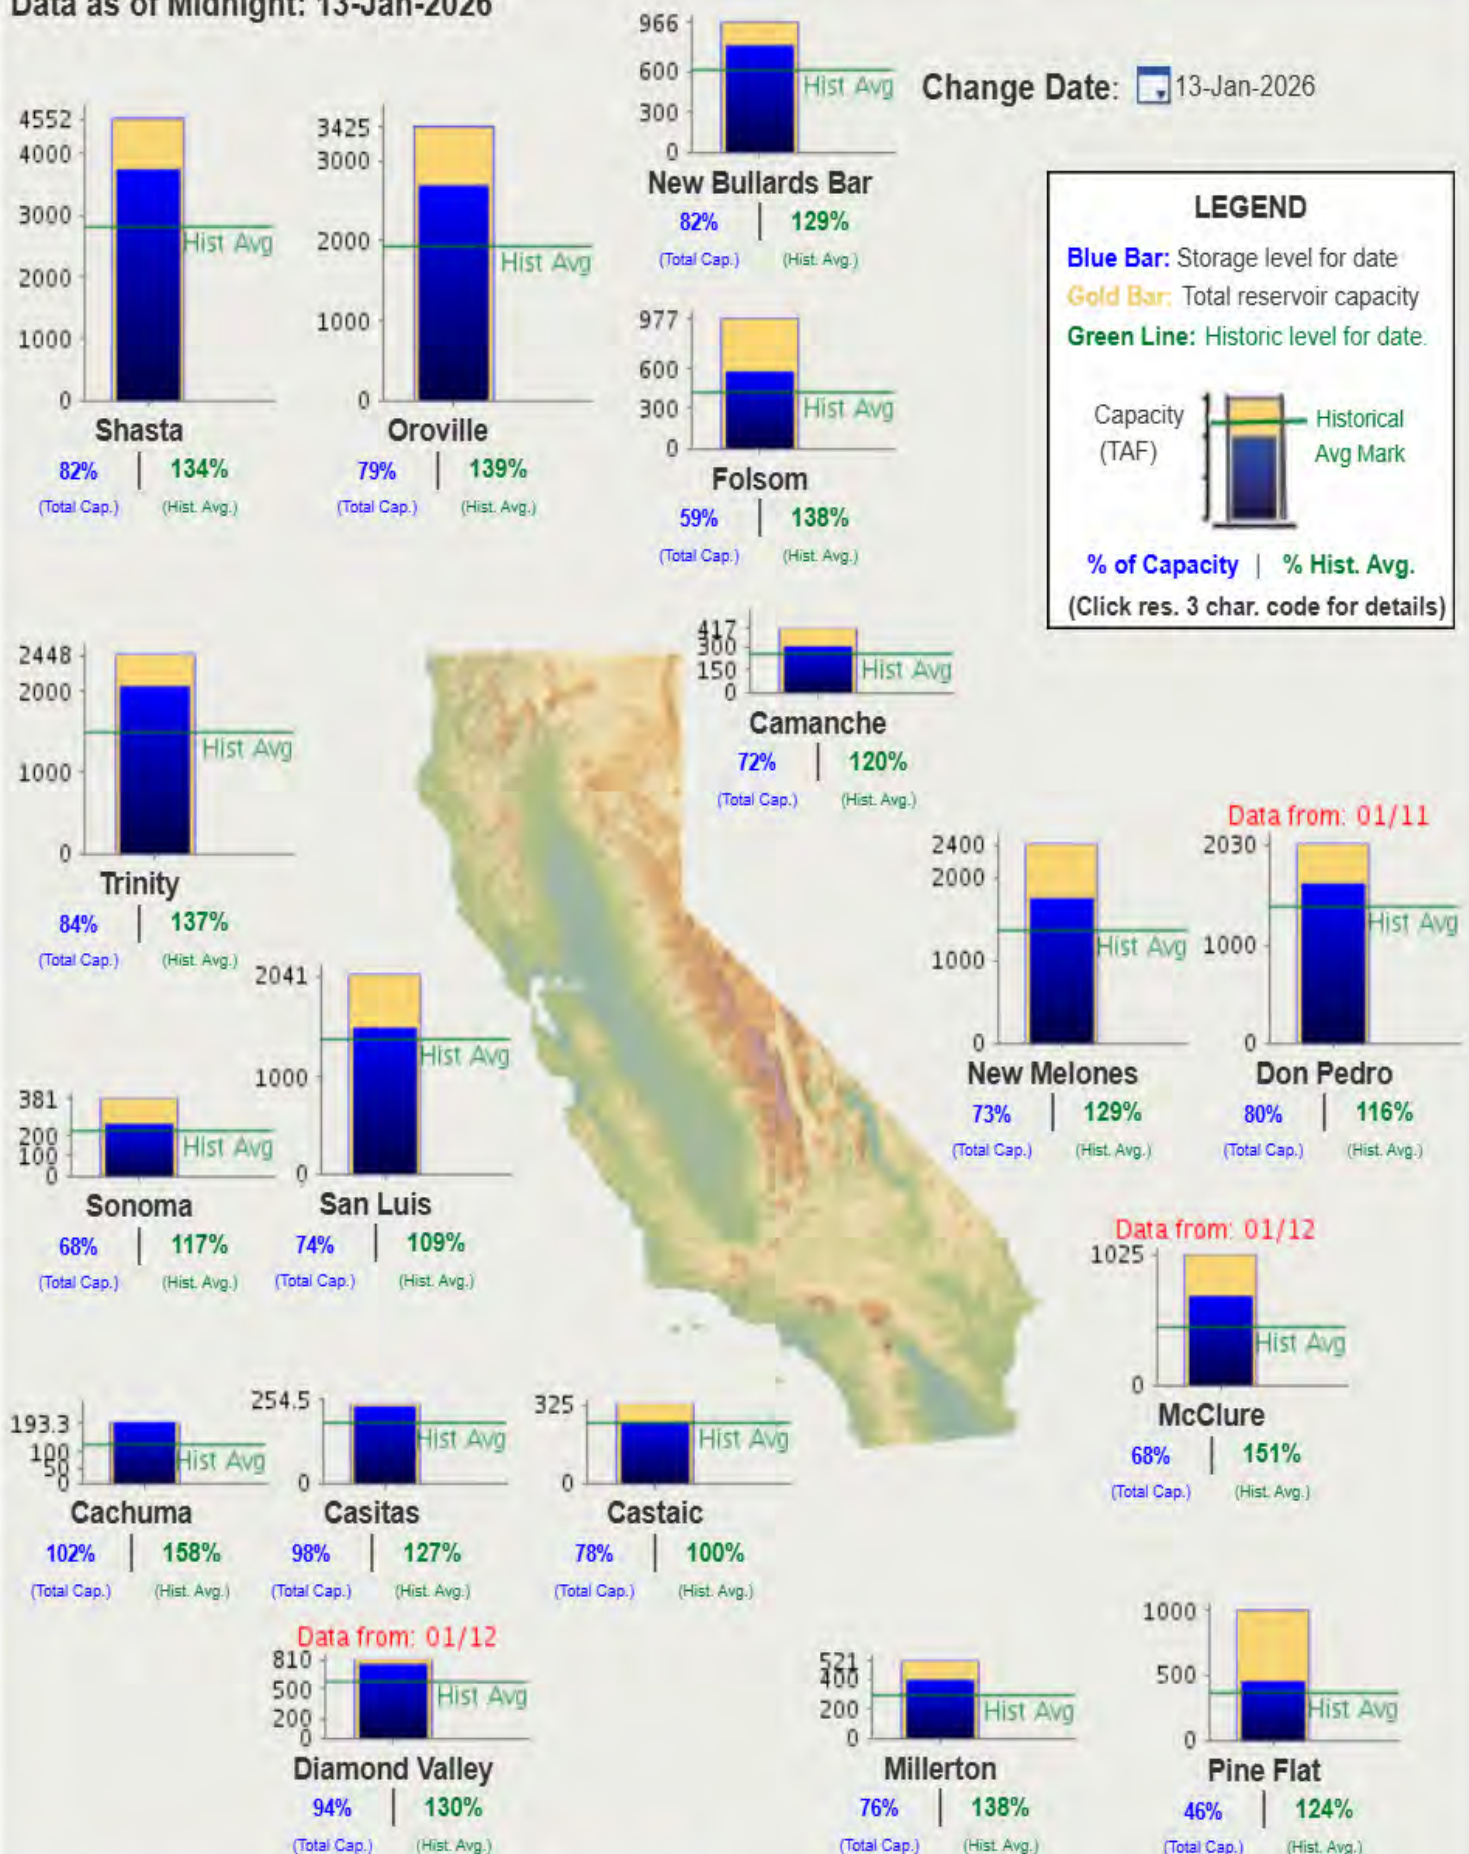 Data as of Midnight: 13-Jan-2026
Change Date: 13-Jan-2026
966
600
300
0
Hist Avg
New Bullards Bar
82% | 129%
(Total Cap.) (Hist. Avg.)
4552
4000
3000
2000
1000
0
Hist Avg
Shasta
82% | 134%
(Total Cap.) (Hist. Avg.)
3425
3000
2000
1000
0
Hist Avg
Oroville
79% | 139%
(Total Cap.) (Hist. Avg.)
977
600
300
0
Hist Avg
Folsom
59% | 138%
(Total Cap.) (Hist. Avg.)
LEGEND
Blue Bar: Storage level for date
Gold Bar: Total reservoir capacity
Green Line: Historic level for date.
Capacity
(TAF)
Historical
Avg Mark
% of Capacity | % Hist. Avg.
(Click res. 3 char. code for details)
417
300
150
0
Hist Avg
Camanche
72% | 120%
(Total Cap.) (Hist. Avg.)
2448
2000
1000
0
Hist Avg
Trinity
84% | 137%
(Total Cap.) (Hist. Avg.)
2400
2000
1000
0
Hist Avg
New Melones
73% | 129%
(Total Cap.) (Hist. Avg.)
Data from: 01/11
2030
1000
0
Hist Avg
Don Pedro
80% | 116%
(Total Cap.) (Hist. Avg.)
2041
1000
0
Hist Avg
San Luis
74% | 109%
(Total Cap.) (Hist. Avg.)
381
200
100
0
Hist Avg
Sonoma
68% | 117%
(Total Cap.) (Hist. Avg.)
Data from: 01/12
1025
0
Hist Avg
McClure
68% | 151%
(Total Cap.) (Hist. Avg.)
193.3
100
50
0
Hist Avg
Cachuma
102% | 158%
(Total Cap.) (Hist. Avg.)
254.5
0
Hist Avg
Casitas
98% | 127%
(Total Cap.) (Hist. Avg.)
325
0
Hist Avg
Castaic
78% | 100%
(Total Cap.) (Hist. Avg.)
Data from: 01/12
810
500
200
0
Hist Avg
Diamond Valley
94% | 130%
(Total Cap.) (Hist. Avg.)
521
400
200
0
Hist Avg
Millerton
76% | 138%
(Total Cap.) (Hist. Avg.)
1000
500
0
Hist Avg
Pine Flat
46% | 124%
(Total Cap.) (Hist. Avg.)